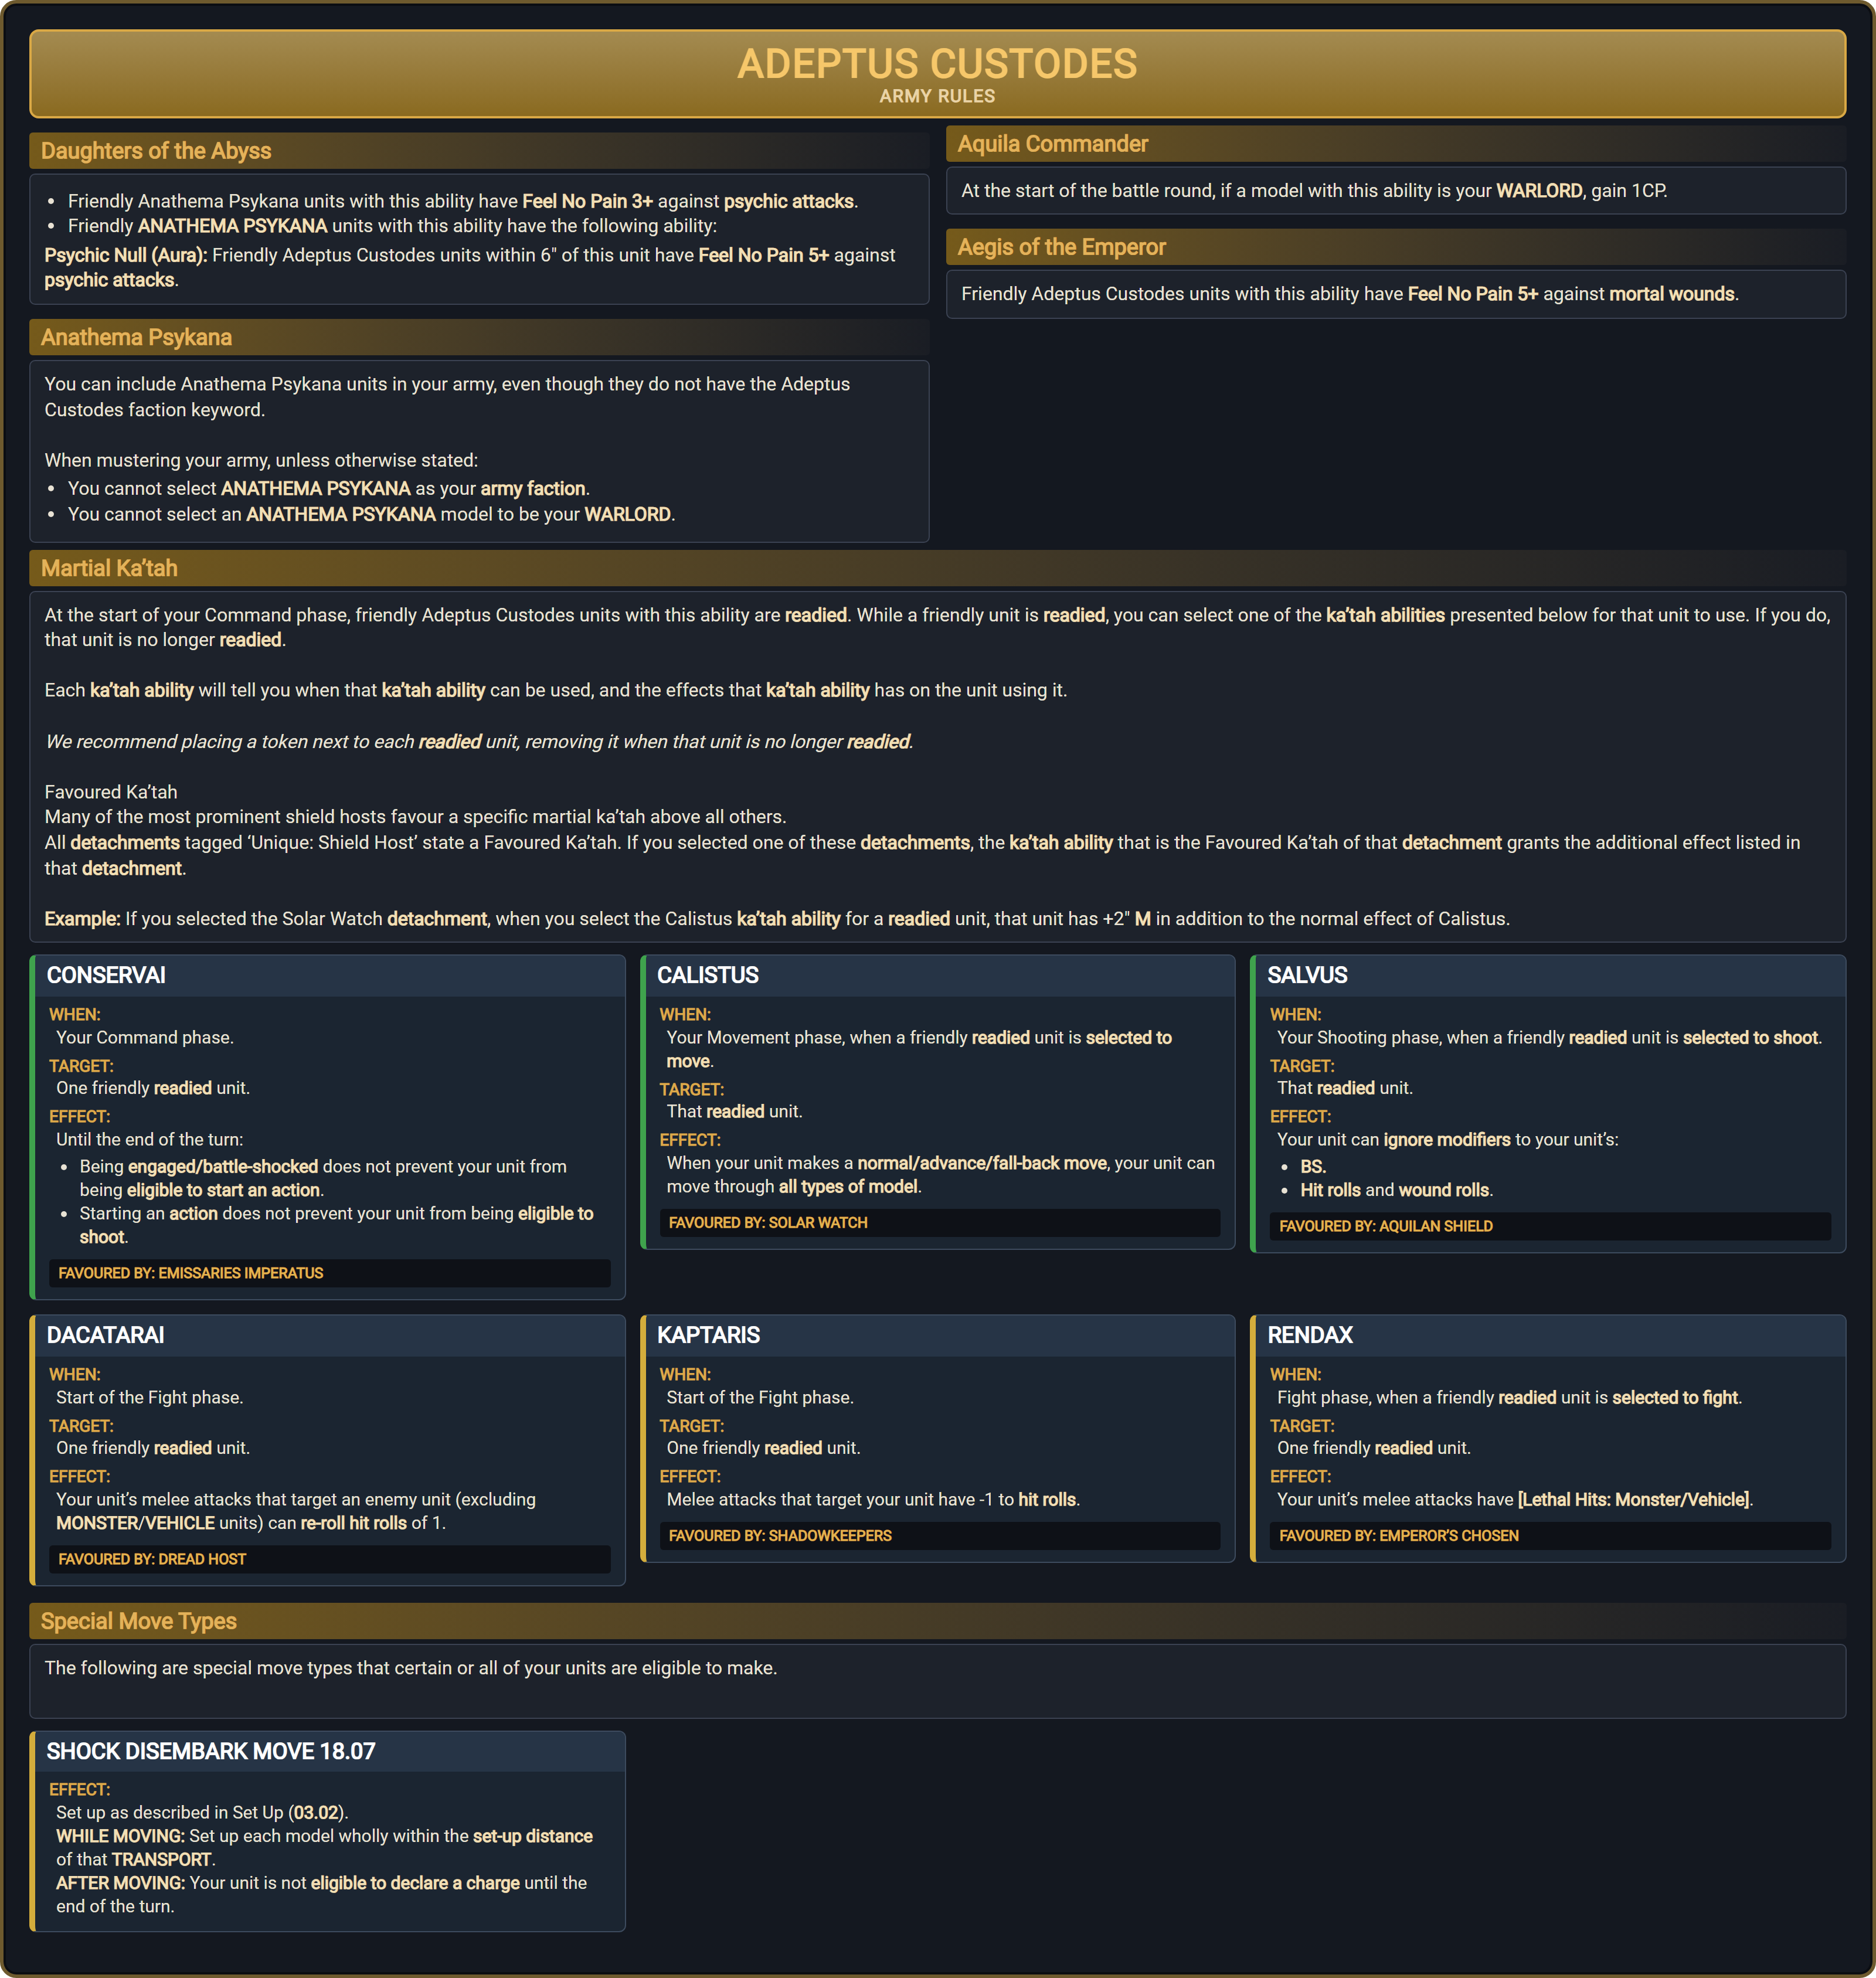 ADEPTUS CUSTODES
ARMY RULES
Daughters of the Abyss
• Friendly Anathema Psykana units with this ability have Feel No Pain 3+ against psychic attacks.
• Friendly ANATHEMA PSYKANA units with this ability have the following ability:
Psychic Null (Aura): Friendly Adeptus Custodes units within 6" of this unit have Feel No Pain 5+ against
psychic attacks.
Anathema Psykana
You can include Anathema Psykana units in your army, even though they do not have the Adeptus
Custodes faction keyword.
When mustering your army, unless otherwise stated:
• You cannot select ANATHEMA PSYKANA as your army faction.
• You cannot select an ANATHEMA PSYKANA model to be your WARLORD.
Aquila Commander
At the start of the battle round, if a model with this ability is your WARLORD, gain 1CP.
Aegis of the Emperor
Friendly Adeptus Custodes units with this ability have Feel No Pain 5+ against mortal wounds.
Martial Ka’tah
At the start of your Command phase, friendly Adeptus Custodes units with this ability are readied. While a friendly unit is readied, you can select one of the ka’tah abilities presented below for that unit to use. If you do,
that unit is no longer readied.
Each ka’tah ability will tell you when that ka’tah ability can be used, and the effects that ka’tah ability has on the unit using it.
We recommend placing a token next to each readied unit, removing it when that unit is no longer readied.
Favoured Ka’tah
Many of the most prominent shield hosts favour a specific martial ka’tah above all others.
All detachments tagged ‘Unique: Shield Host’ state a Favoured Ka’tah. If you selected one of these detachments, the ka’tah ability that is the Favoured Ka’tah of that detachment grants the additional effect listed in
that detachment.
Example: If you selected the Solar Watch detachment, when you select the Calistus ka’tah ability for a readied unit, that unit has +2" M in addition to the normal effect of Calistus.
CONSERVAI
WHEN:
Your Command phase.
TARGET:
One friendly readied unit.
EFFECT:
Until the end of the turn:
• Being engaged/battle-shocked does not prevent your unit from
being eligible to start an action.
• Starting an action does not prevent your unit from being eligible to
shoot.
FAVOURED BY: EMISSARIES IMPERATUS
CALISTUS
WHEN:
Your Movement phase, when a friendly readied unit is selected to
move.
TARGET:
That readied unit.
EFFECT:
When your unit makes a normal/advance/fall-back move, your unit can
move through all types of model.
FAVOURED BY: SOLAR WATCH
SALVUS
WHEN:
Your Shooting phase, when a friendly readied unit is selected to shoot.
TARGET:
That readied unit.
EFFECT:
Your unit can ignore modifiers to your unit’s:
• BS.
• Hit rolls and wound rolls.
FAVOURED BY: AQUILAN SHIELD
DACATARAI
WHEN:
Start of the Fight phase.
TARGET:
One friendly readied unit.
EFFECT:
Your unit’s melee attacks that target an enemy unit (excluding
MONSTER/VEHICLE units) can re-roll hit rolls of 1.
FAVOURED BY: DREAD HOST
KAPTARIS
WHEN:
Start of the Fight phase.
TARGET:
One friendly readied unit.
EFFECT:
Melee attacks that target your unit have -1 to hit rolls.
FAVOURED BY: SHADOWKEEPERS
RENDAX
WHEN:
Fight phase, when a friendly readied unit is selected to fight.
TARGET:
One friendly readied unit.
EFFECT:
Your unit’s melee attacks have [Lethal Hits: Monster/Vehicle].
FAVOURED BY: EMPEROR’S CHOSEN
Special Move Types
The following are special move types that certain or all of your units are eligible to make.
SHOCK DISEMBARK MOVE 18.07
EFFECT:
Set up as described in Set Up (03.02).
WHILE MOVING: Set up each model wholly within the set-up distance
of that TRANSPORT.
AFTER MOVING: Your unit is not eligible to declare a charge until the
end of the turn.